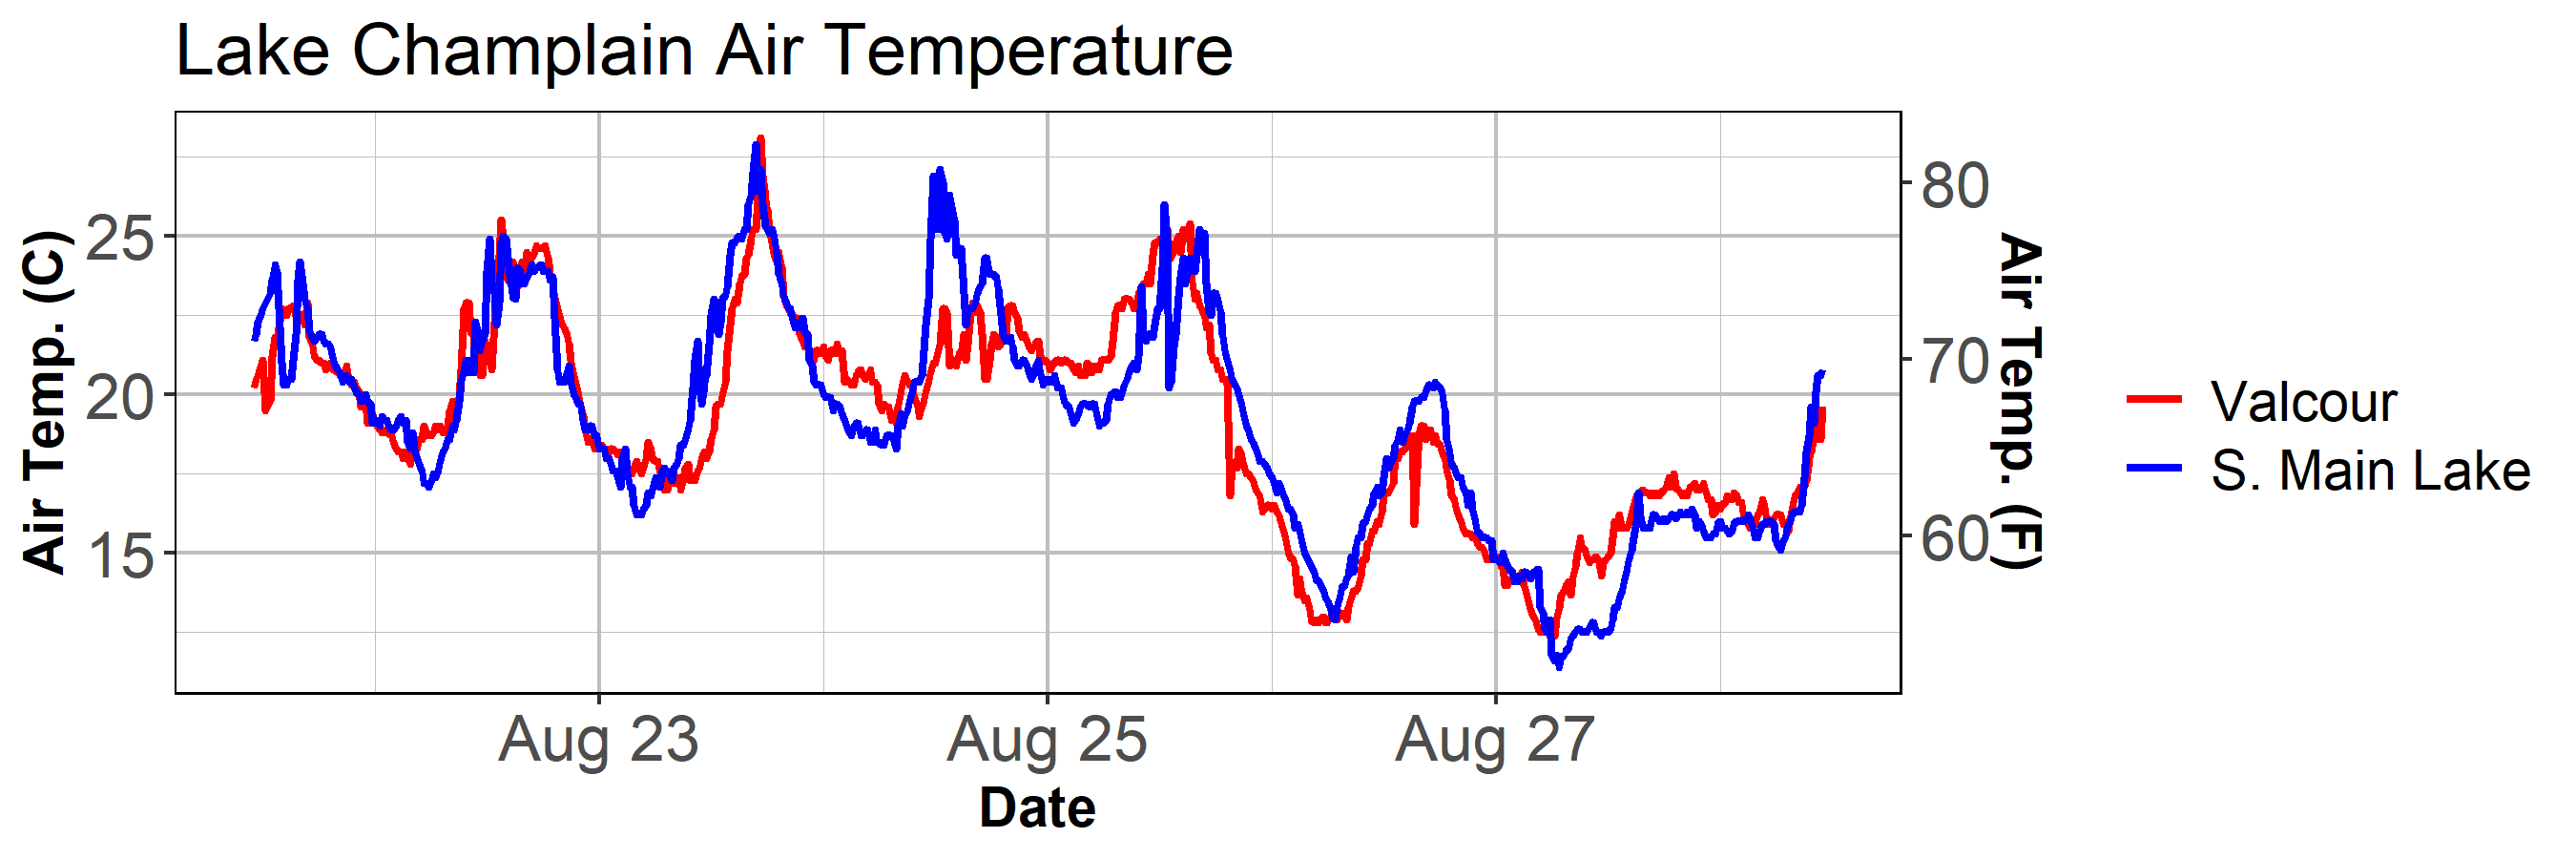 Lake Champlain Air Temperature
Air Temp. (C)
25
20
15
80
70
60
Air Temp. (F)
Valcour
S. Main Lake
Aug 23
Aug 25
Aug 27
Date